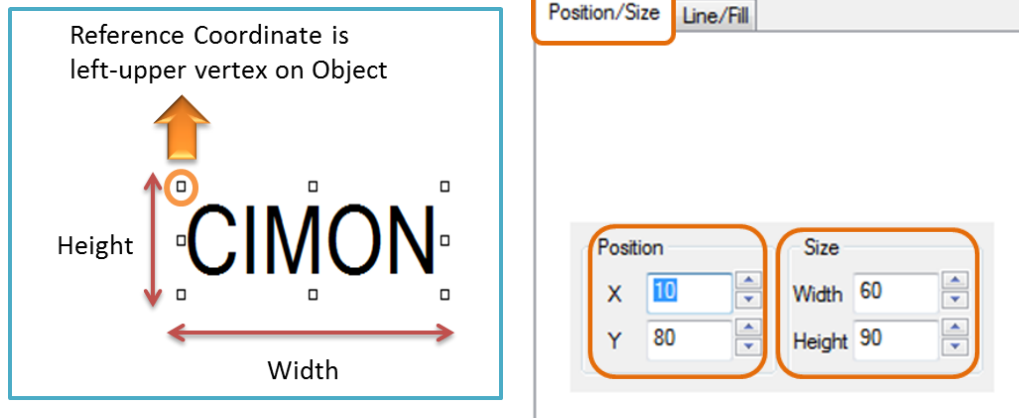 Reference Coordinate is
left-upper vertex on Object
Height
CIMON
Width
Position/Size
Line/Fill
Position
X 10
Y 80
Size
Width 60
Height 90